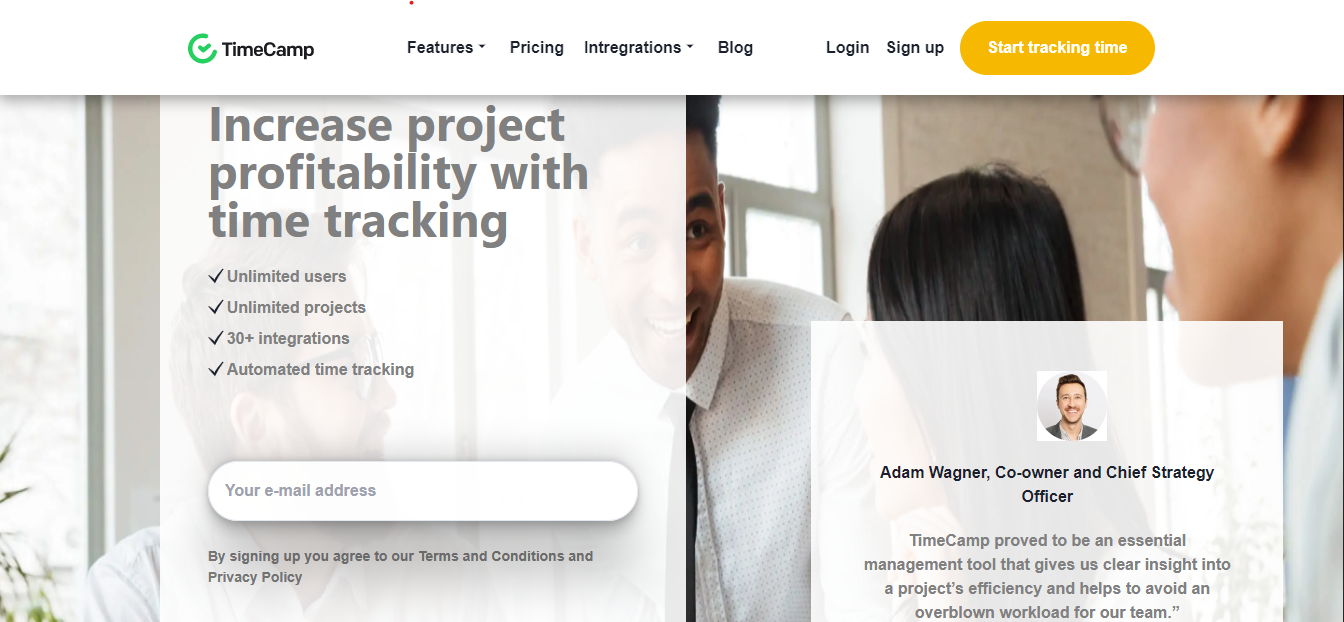 TimeCamp
Features
Pricing
Intregrations
Blog
Login
Sign up
Start tracking time
Increase project
profitability with
time tracking
Unlimited users
Unlimited projects
30+ integrations
Automated time tracking
Your e-mail address
By signing up you agree to our Terms and Conditions and
Privacy Policy
Adam Wagner, Co-owner and Chief Strategy
Officer
TimeCamp proved to be an essential
management tool that gives us clear insight into
a project’s efficiency and helps to avoid an
overblown workload for our team.”